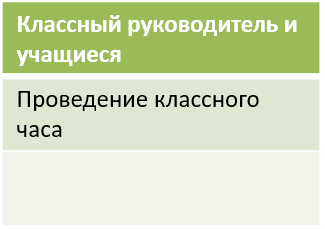 Классный руководитель и
учащиеся
Проведение классного
часа